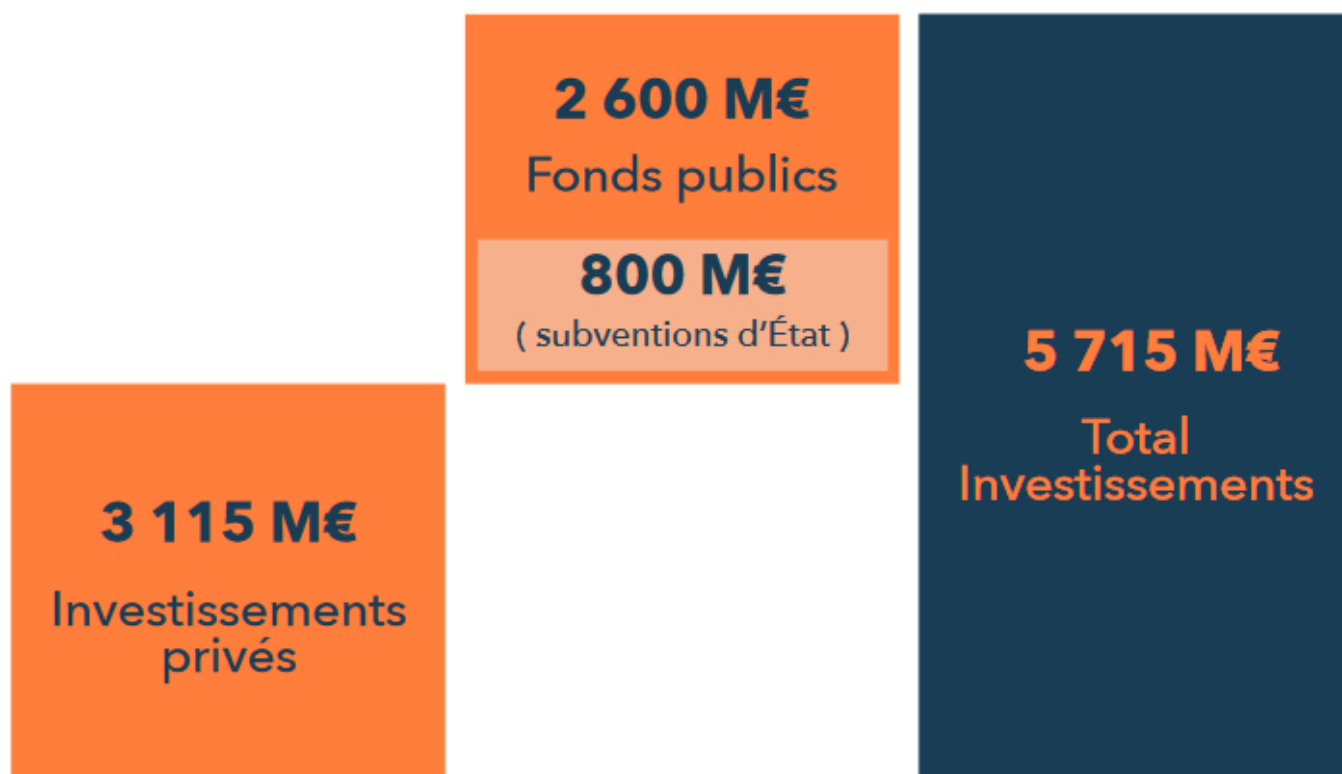 2 600 M€
Fonds publics
800 M€
( subventions d'État )
5 715 M€
Total
Investissements
3 115 M€
Investissements
privés